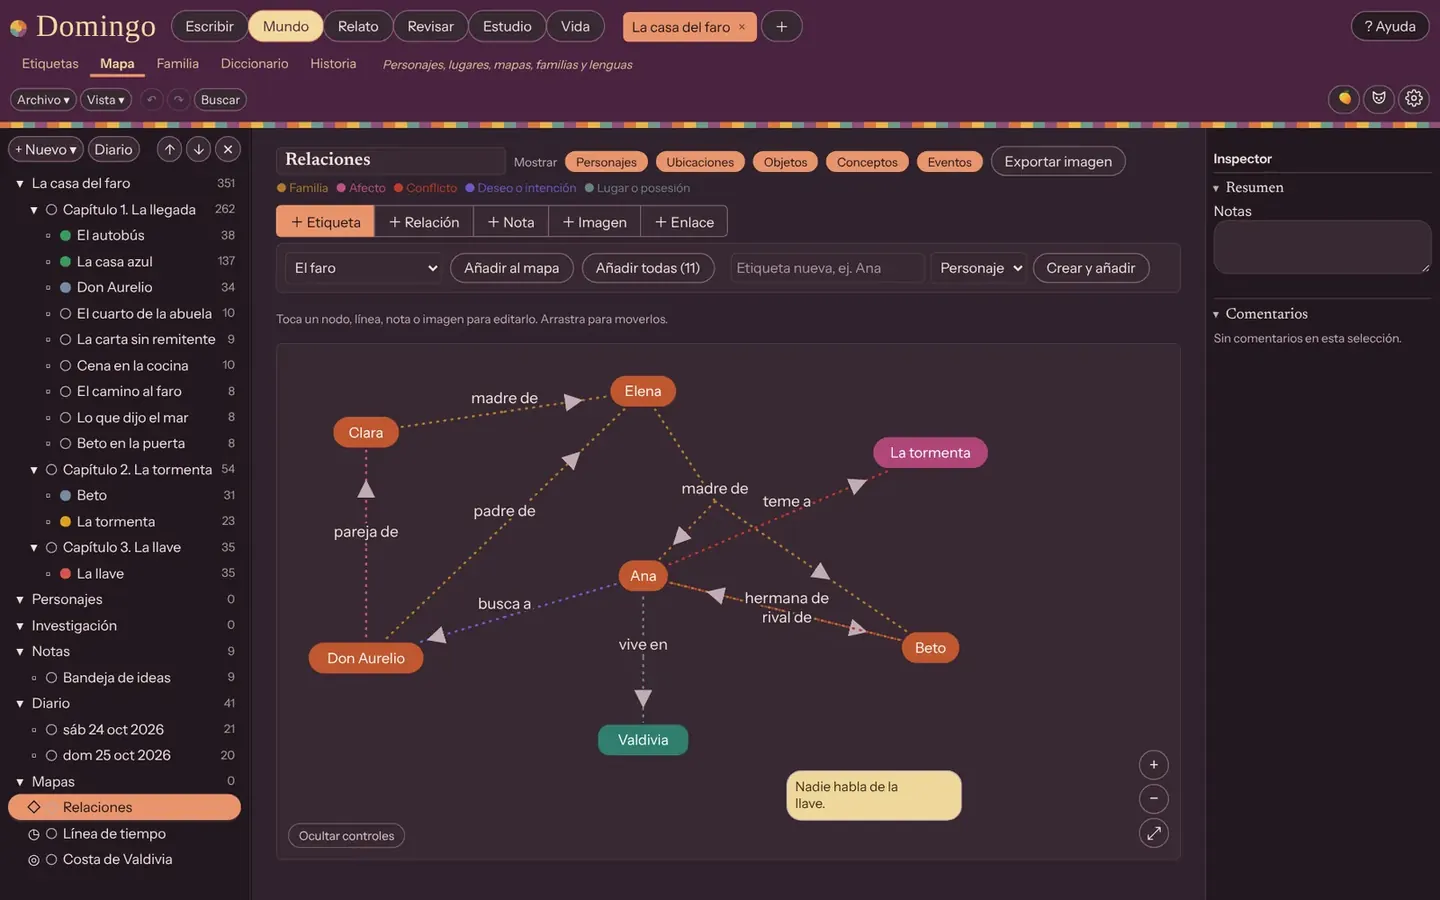 Domingo
Escribir Mundo Relato Revisar Estudio Vida La casa del faro × + ? Ayuda
Etiquetas Mapa Familia Diccionario Historia Personajes, lugares, mapas, familias y lenguas
Archivo ▾ Vista ▾ Buscar
+ Nuevo ▾ Diario ↑ ↓ ×
La casa del faro 351
Capítulo 1. La llegada 262
El autobús 38
La casa azul 137
Don Aurelio 34
El cuarto de la abuela 10
La carta sin remitente 9
Cena en la cocina 10
El camino al faro 8
Lo que dijo el mar 8
Beto en la puerta 8
Capítulo 2. La tormenta 54
Beto 31
La tormenta 23
Capítulo 3. La llave 35
La llave 35
Personajes 0
Investigación 0
Notas 9
Bandeja de ideas 9
Diario 41
sáb 24 oct 2026 21
dom 25 oct 2026 20
Mapas 0
Relaciones
Línea de tiempo
Costa de Valdivia
Relaciones Mostrar Personajes Ubicaciones Objetos Conceptos Eventos Exportar imagen
Familia Afecto Conflicto Deseo o intención Lugar o posesión
+ Etiqueta + Relación + Nota + Imagen + Enlace
El faro Añadir al mapa Añadir todas (11) Etiqueta nueva, ej. Ana Personaje Crear y añadir
Toca un nodo, línea, nota o imagen para editarlo. Arrastra para moverlos.
Elena
madre de
Clara
La tormenta
madre de
teme a
padre de
pareja de
Ana
hermana de
busca a
rival de
vive en
Beto
Don Aurelio
Valdivia
Nadie habla de la
llave.
Ocultar controles
+
−
Inspector
Resumen
Notas
Comentarios
Sin comentarios en esta selección.